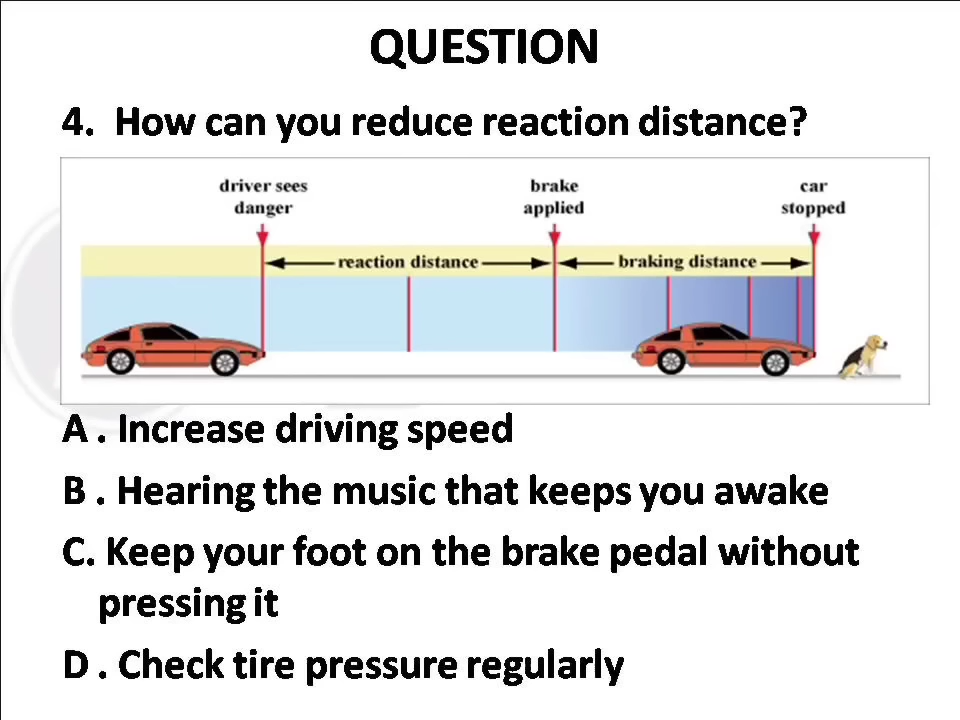 QUESTION
4. How can you reduce reaction distance?
driver sees
danger
brake
applied
car
stopped
reaction distance
braking distance
A . Increase driving speed
B . Hearing the music that keeps you awake
C. Keep your foot on the brake pedal without
pressing it
D . Check tire pressure regularly